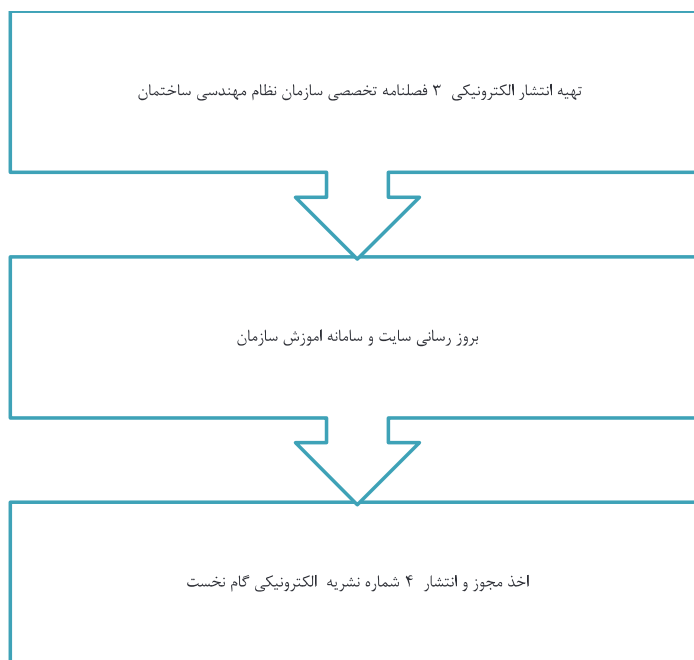 تهیه انتشار الکترونیکی ۳ فصلنامه تخصصی سازمان نظام مهندسی ساختمان
بروز رسانی سایت و سامانه اموزش سازمان
اخذ مجوز و انتشار ۴ شماره نشریه الکترونیکی گام نخست